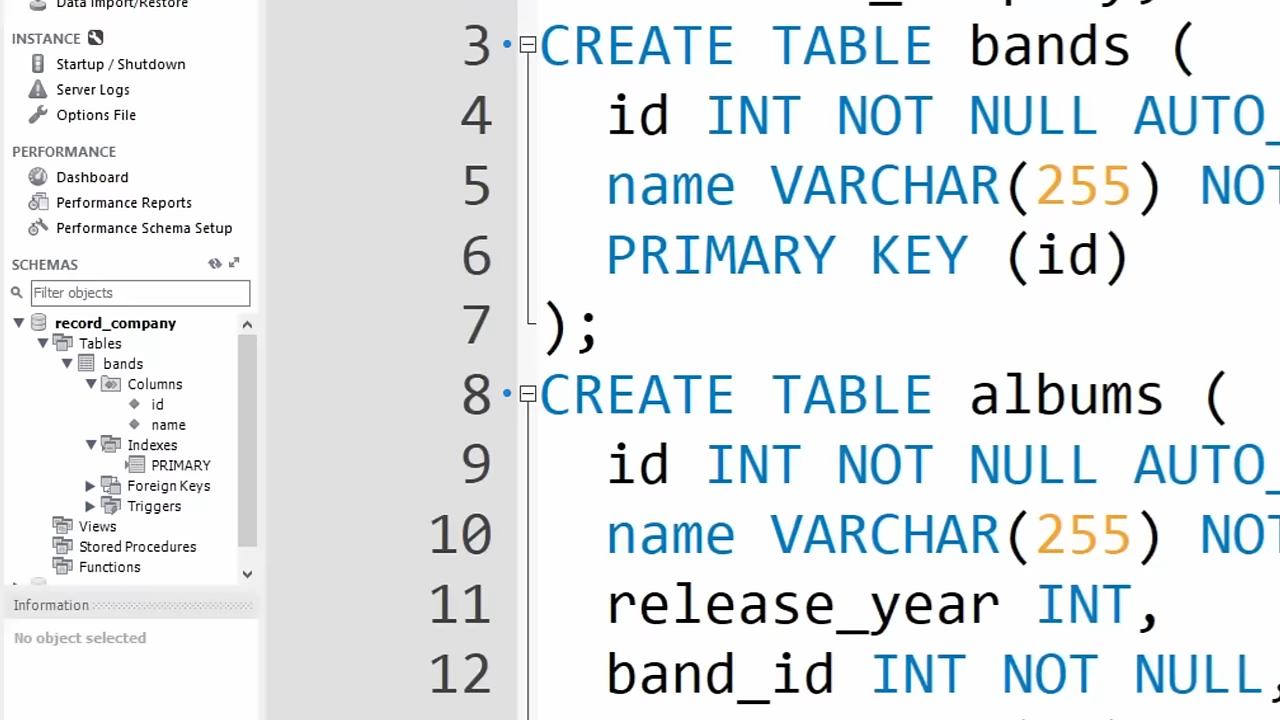 Data Import/Restore
INSTANCE
Startup / Shutdown
Server Logs
Options File
PERFORMANCE
Dashboard
Performance Reports
Performance Schema Setup
SCHEMAS
Filter objects
record_company
Tables
bands
Columns
id
name
Indexes
PRIMARY
Foreign Keys
Triggers
Views
Stored Procedures
Functions
Information
No object selected
3 CREATE TABLE bands (
4 id INT NOT NULL AUTO_
5 name VARCHAR(255) NOT
6 PRIMARY KEY (id)
7 );
8 CREATE TABLE albums (
9 id INT NOT NULL AUTO_
10 name VARCHAR(255) NOT
11 release_year INT,
12 band_id INT NOT NULL,